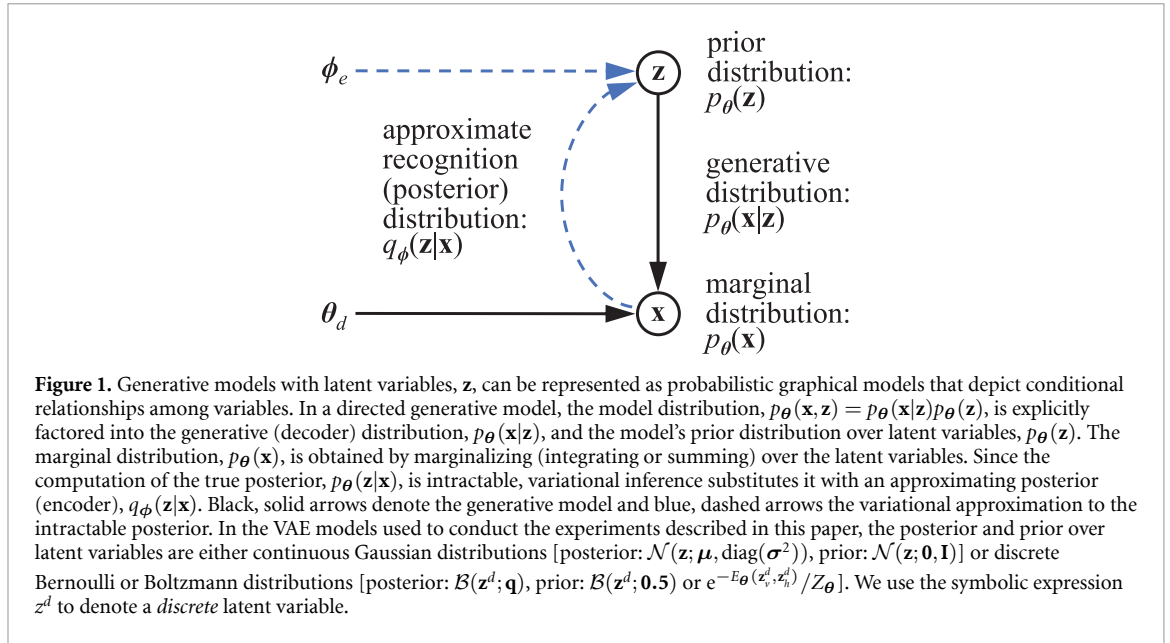 ϕₑ
z
prior
distribution:
p_θ(z)
approximate
recognition
(posterior)
distribution:
q_ϕ(z|x)
generative
distribution:
p_θ(x|z)
θ_d
x
marginal
distribution:
p_θ(x)
Figure 1. Generative models with latent variables, z, can be represented as probabilistic graphical models that depict conditional
relationships among variables. In a directed generative model, the model distribution, p_θ(x, z) = p_θ(x|z)p_θ(z), is explicitly
factored into the generative (decoder) distribution, p_θ(x|z), and the model's prior distribution over latent variables, p_θ(z). The
marginal distribution, p_θ(x), is obtained by marginalizing (integrating or summing) over the latent variables. Since the
computation of the true posterior, p_θ(z|x), is intractable, variational inference substitutes it with an approximating posterior
(encoder), q_ϕ(z|x). Black, solid arrows denote the generative model and blue, dashed arrows the variational approximation to the
intractable posterior. In the VAE models used to conduct the experiments described in this paper, the posterior and prior over
latent variables are either continuous Gaussian distributions [posterior: 𝒩(z; μ, diag(σ²)), prior: 𝒩(z; 0, I)] or discrete
Bernoulli or Boltzmann distributions [posterior: ℬ(z^d; q), prior: ℬ(z^d; 0.5) or e^{−E_θ(z_v^d, z_h^d)}/Z_θ]. We use the symbolic expression
z^d to denote a discrete latent variable.